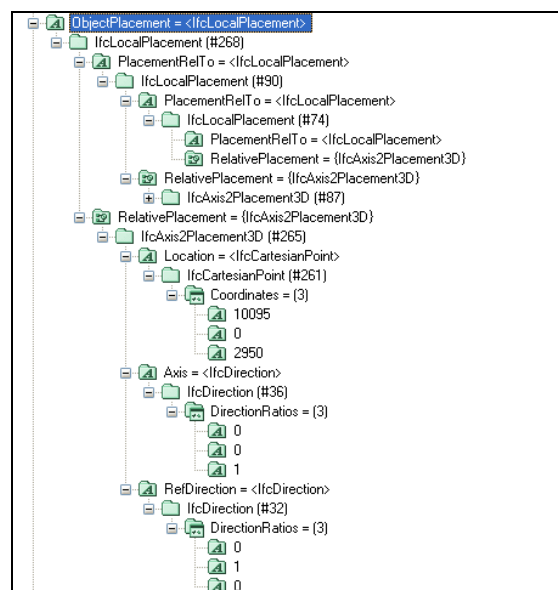 ObjectPlacement = <IfcLocalPlacement>
IfcLocalPlacement (#268)
PlacementRelTo = <IfcLocalPlacement>
IfcLocalPlacement (#90)
PlacementRelTo = <IfcLocalPlacement>
IfcLocalPlacement (#74)
PlacementRelTo = <IfcLocalPlacement>
RelativePlacement = {IfcAxis2Placement3D}
RelativePlacement = {IfcAxis2Placement3D}
IfcAxis2Placement3D (#87)
RelativePlacement = {IfcAxis2Placement3D}
IfcAxis2Placement3D (#265)
Location = <IfcCartesianPoint>
IfcCartesianPoint (#261)
Coordinates = (3)
10095
0
2950
Axis = <IfcDirection>
IfcDirection (#36)
DirectionRatios = (3)
0
0
1
RefDirection = <IfcDirection>
IfcDirection (#32)
DirectionRatios = (3)
0
1
0